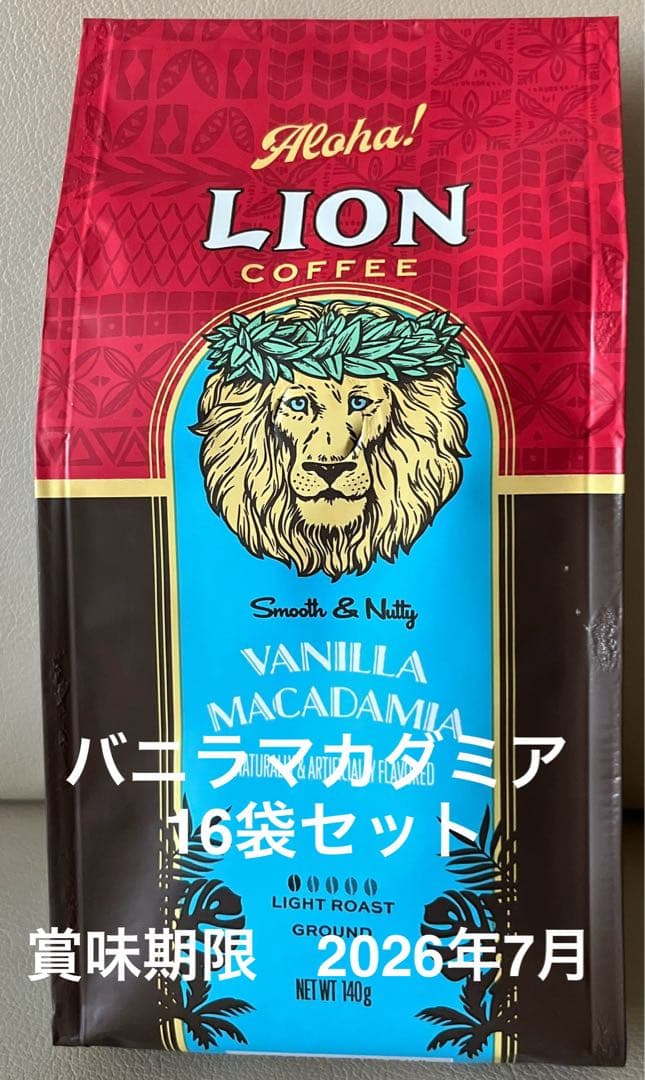 Aloha!
LION
COFFEE
Smooth & Nutty
VANILLA
MACADAMIA
バニラマカダミア
NATURALLY & ARTIFICIALLY FLAVORED
16袋セット
LIGHT ROAST
GROUND
賞味期限 2026年7月
NET WT 140g